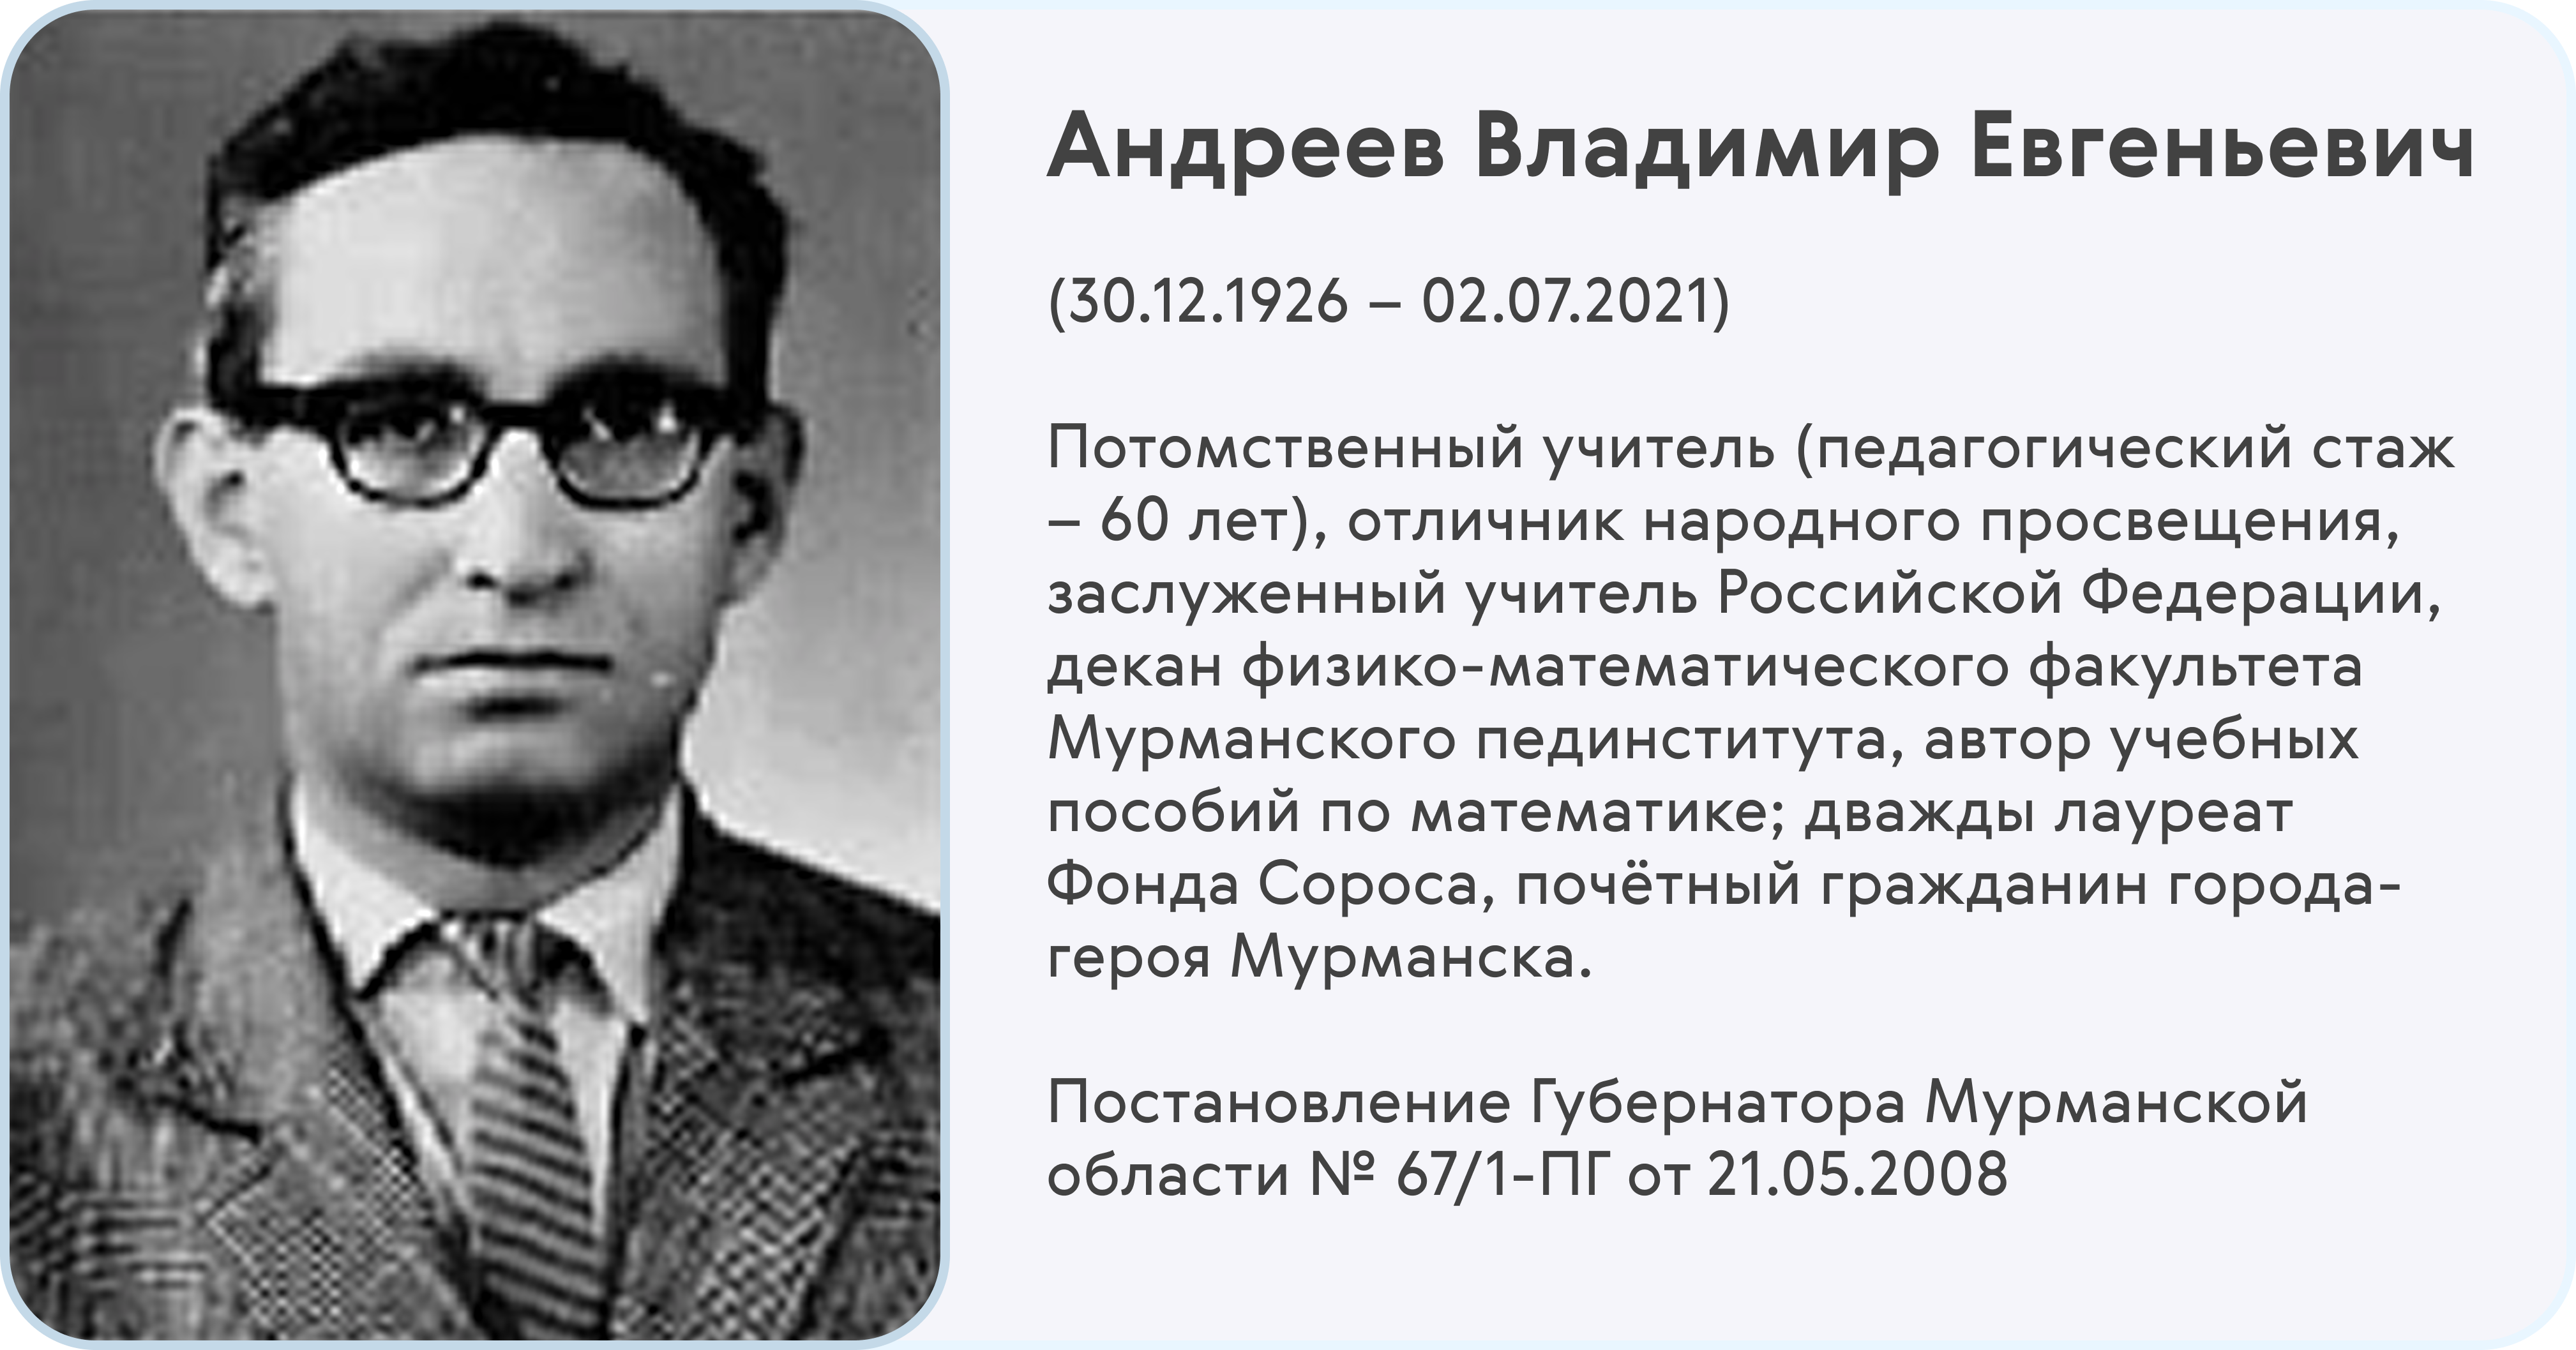 Андреев Владимир Евгеньевич
(30.12.1926 – 02.07.2021)
Потомственный учитель (педагогический стаж
– 60 лет), отличник народного просвещения,
заслуженный учитель Российской Федерации,
декан физико-математического факультета
Мурманского пединститута, автор учебных
пособий по математике; дважды лауреат
Фонда Сороса, почётный гражданин города-
героя Мурманска.
Постановление Губернатора Мурманской
области № 67/1-ПГ от 21.05.2008